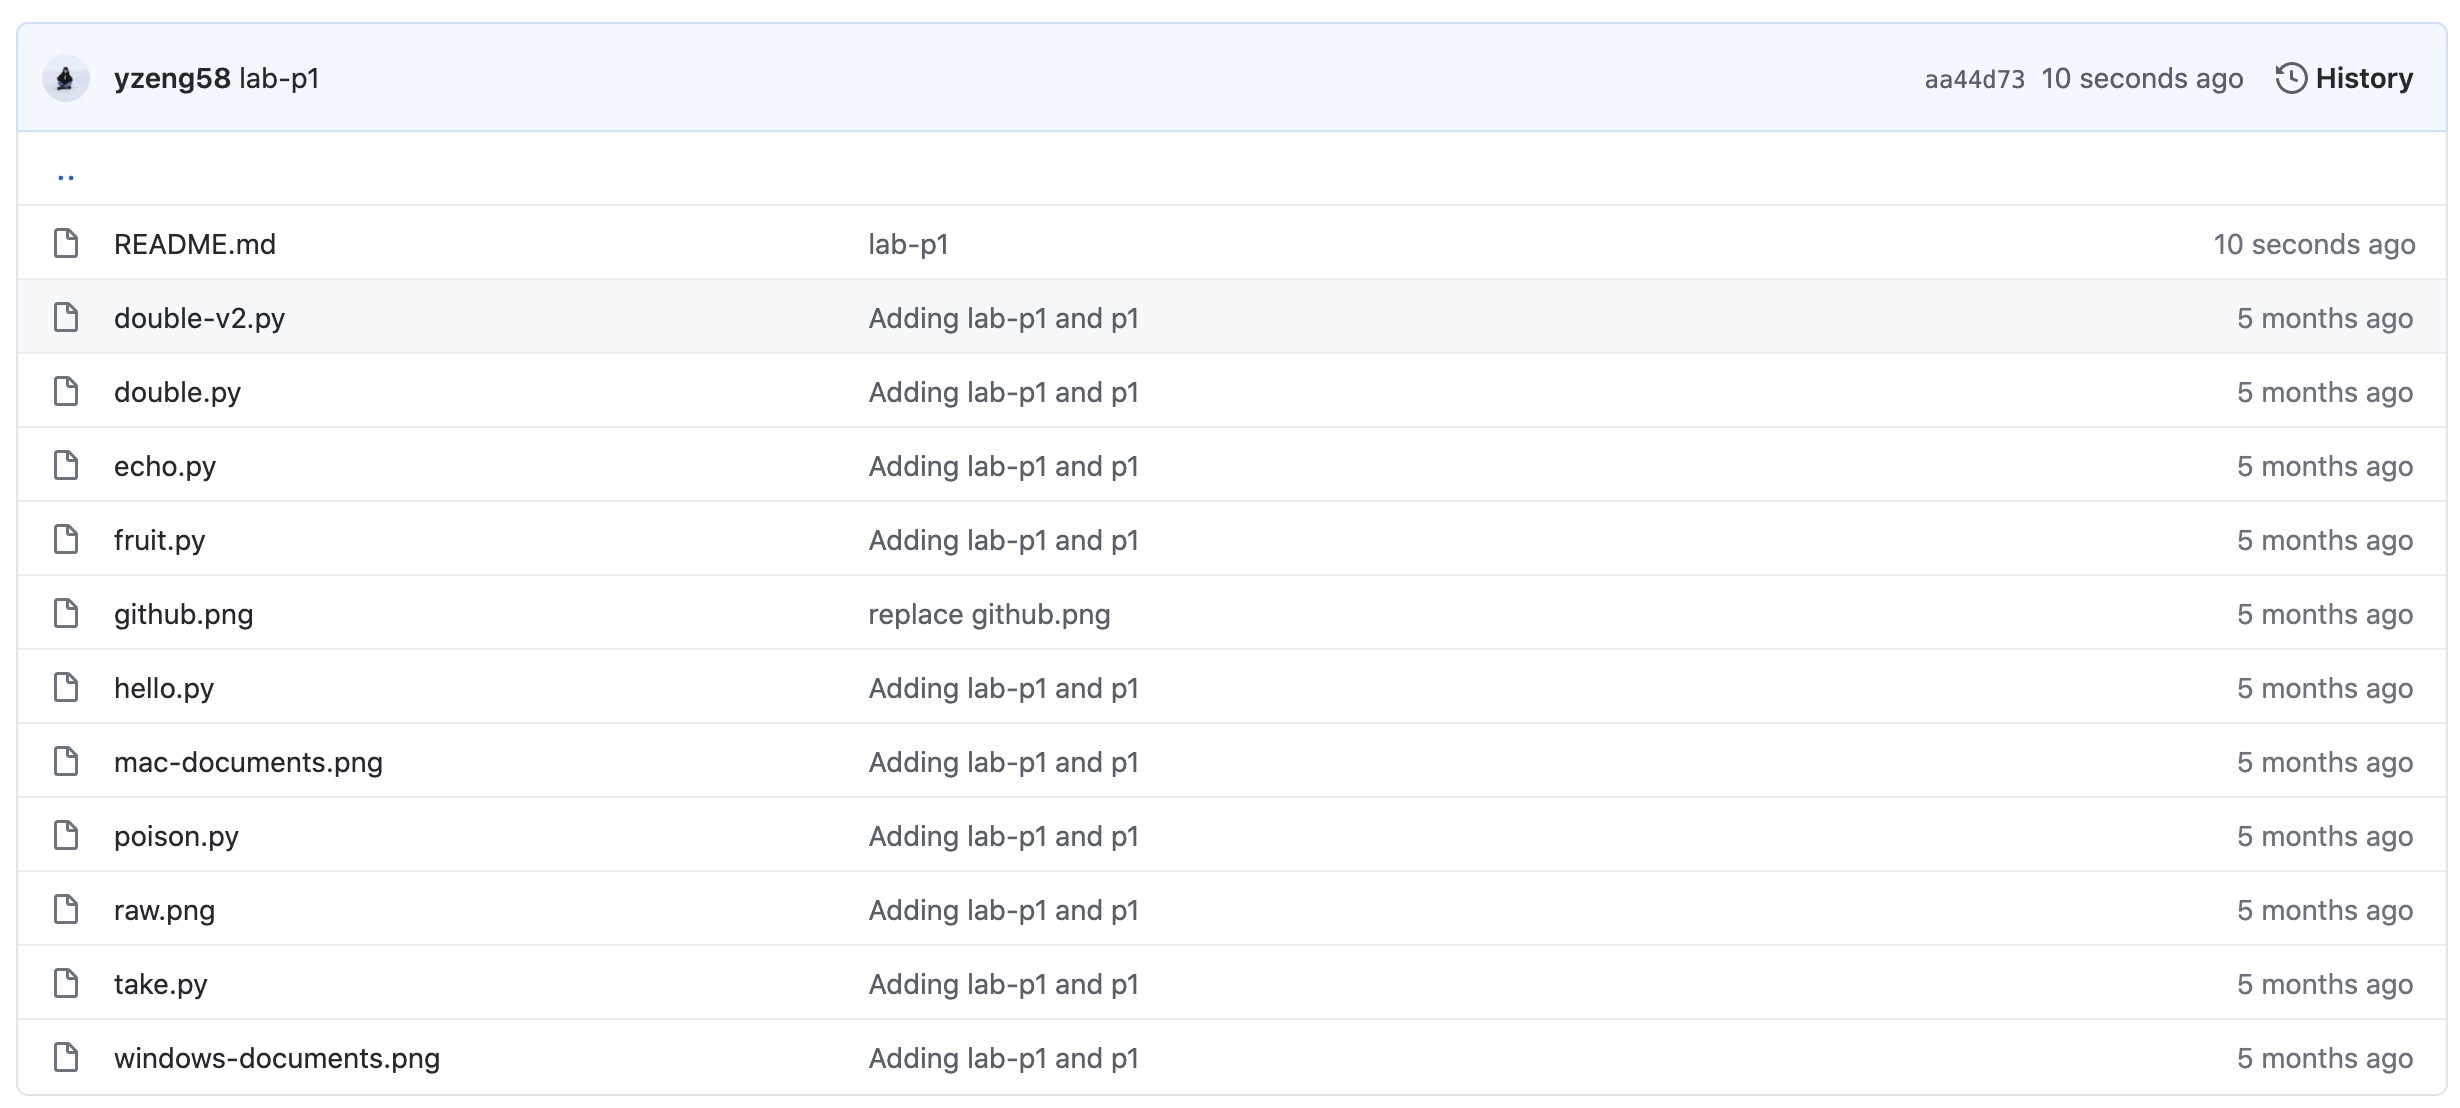 yzeng58 lab-p1 aa44d73 10 seconds ago History
..
README.md lab-p1 10 seconds ago
double-v2.py Adding lab-p1 and p1 5 months ago
double.py Adding lab-p1 and p1 5 months ago
echo.py Adding lab-p1 and p1 5 months ago
fruit.py Adding lab-p1 and p1 5 months ago
github.png replace github.png 5 months ago
hello.py Adding lab-p1 and p1 5 months ago
mac-documents.png Adding lab-p1 and p1 5 months ago
poison.py Adding lab-p1 and p1 5 months ago
raw.png Adding lab-p1 and p1 5 months ago
take.py Adding lab-p1 and p1 5 months ago
windows-documents.png Adding lab-p1 and p1 5 months ago